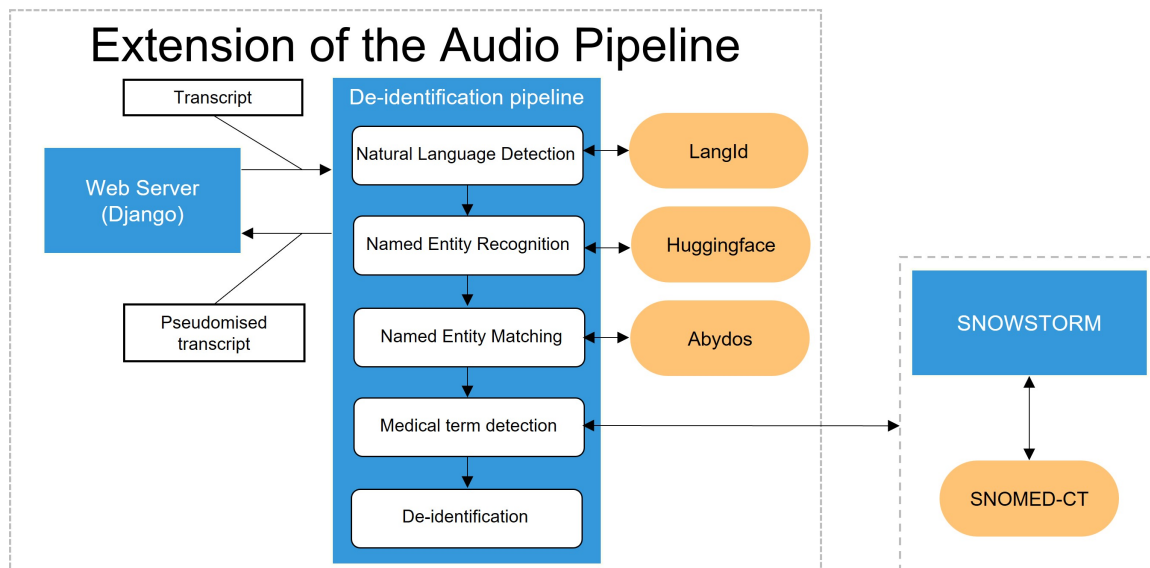 Extension of the Audio Pipeline
Transcript
De-identification pipeline
Natural Language Detection
LangId
Web Server
(Django)
Named Entity Recognition
Huggingface
Pseudomised
transcript
Named Entity Matching
Abydos
SNOWSTORM
Medical term detection
SNOMED-CT
De-identification